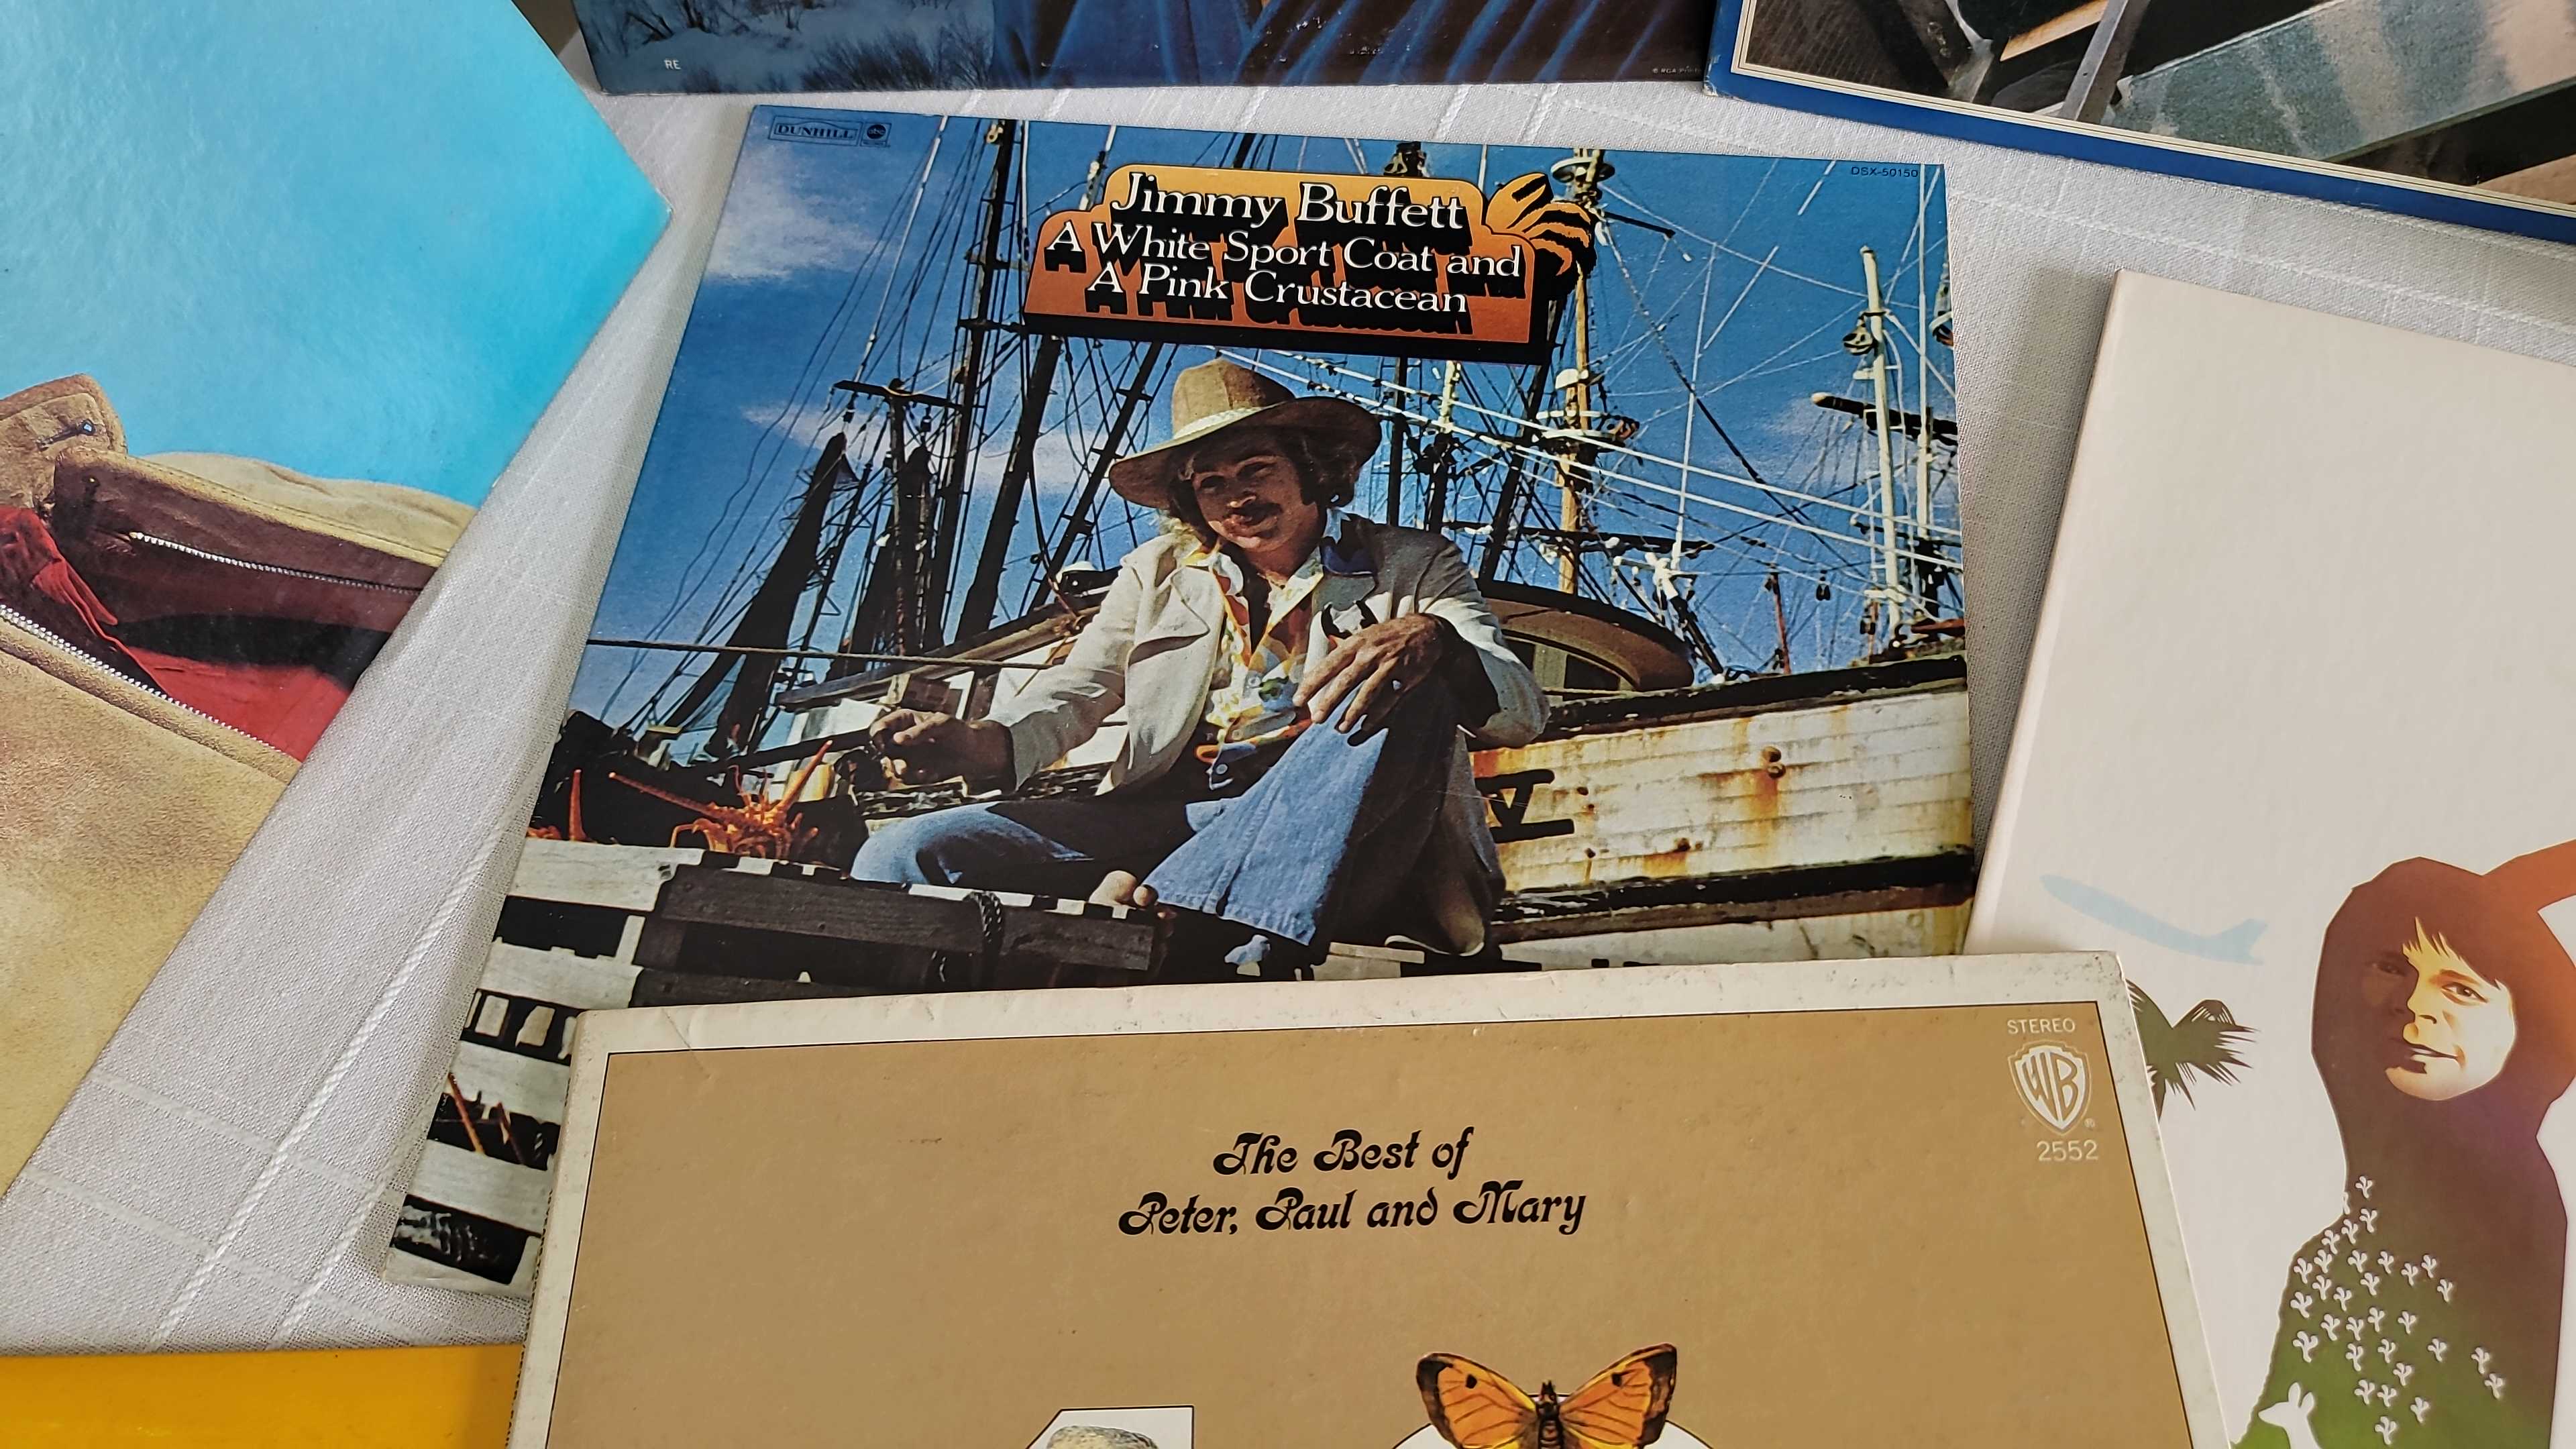 RE
DUNHILL
abc
DSX-50150
Jimmy Buffett
A White Sport Coat and
A Pink Crustacean
STEREO
WB
2552
The Best of
Peter, Paul and Mary